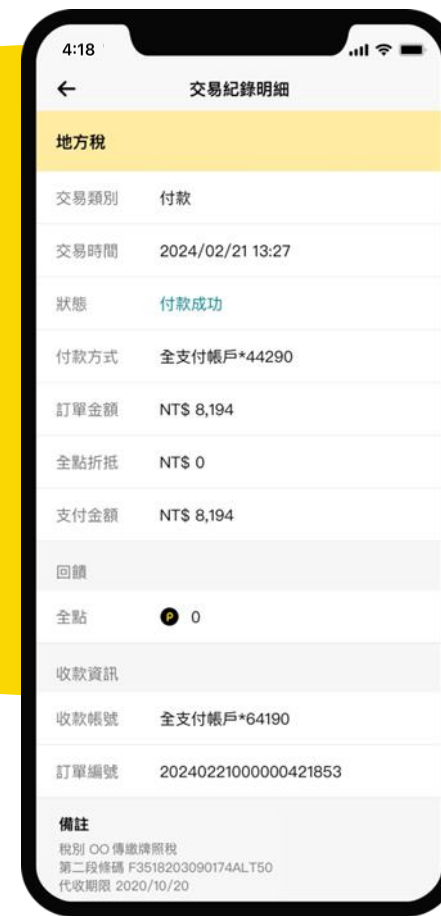 4:18
交易紀錄明細
地方稅
交易類別 付款
交易時間 2024/02/21 13:27
狀態 付款成功
付款方式 全支付帳戶*44290
訂單金額 NT$ 8,194
全點折抵 NT$ 0
支付金額 NT$ 8,194
回饋
全點 P 0
收款資訊
收款帳號 全支付帳戶*64190
訂單編號 20240221000000421853
備註
稅別 OO 傳繳牌照稅
第二段條碼 F3518203090174ALT50
代收期限 2020/10/20